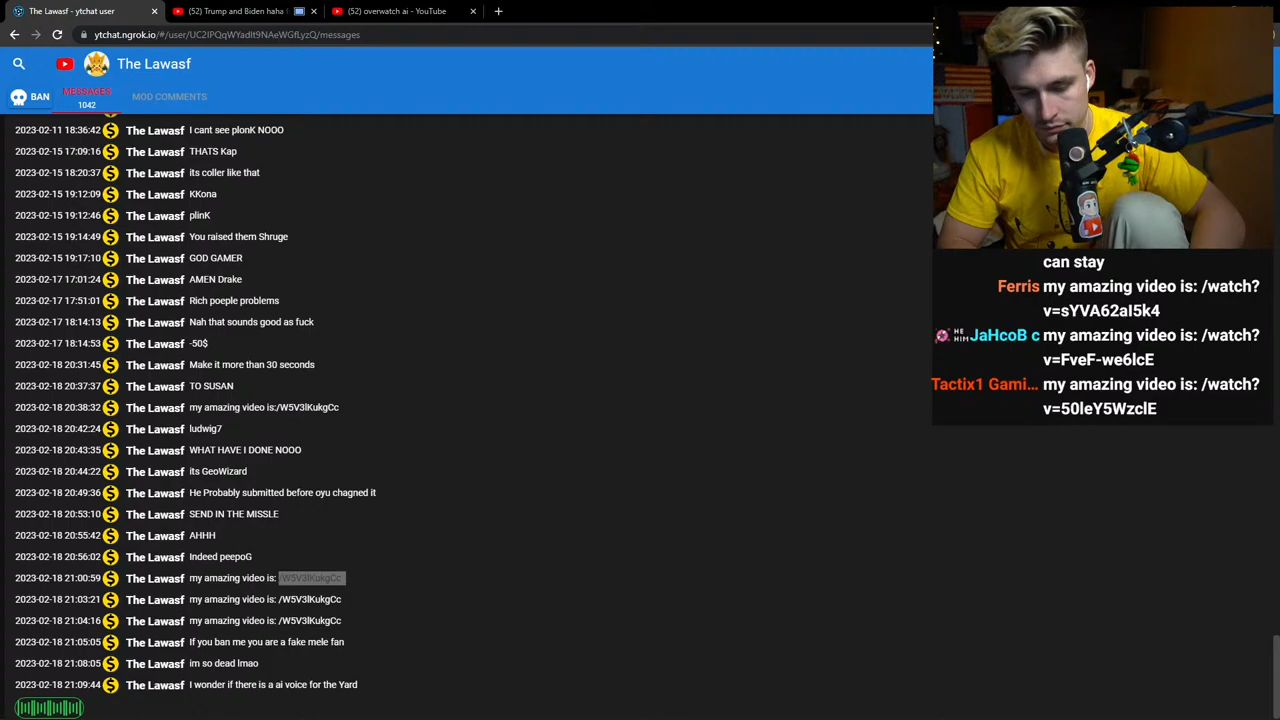 The Lawasf - ytchat user
(52) Trump and Biden haha
(52) overwatch ai - YouTube
ytchat.ngrok.io/#/user/UC2IPQqWYadIt9NAeWGfLyzQ/messages
The Lawasf
BAN
MESSAGES
1042
MOD COMMENTS
2023-02-11 18:36:42 The Lawasf I cant see plonK NOOO
2023-02-15 17:09:16 The Lawasf THATS Kap
2023-02-15 18:20:37 The Lawasf its coller like that
2023-02-15 19:12:09 The Lawasf KKona
2023-02-15 19:12:46 The Lawasf plinK
2023-02-15 19:14:49 The Lawasf You raised them Shruge
2023-02-15 19:17:10 The Lawasf GOD GAMER
2023-02-17 17:01:24 The Lawasf AMEN Drake
2023-02-17 17:51:01 The Lawasf Rich poeple problems
2023-02-17 18:14:13 The Lawasf Nah that sounds good as fuck
2023-02-17 18:14:53 The Lawasf -50$
2023-02-18 20:31:45 The Lawasf Make it more than 30 seconds
2023-02-18 20:37:37 The Lawasf TO SUSAN
2023-02-18 20:38:32 The Lawasf my amazing video is:/W5V3lKukgCc
2023-02-18 20:42:24 The Lawasf ludwig7
2023-02-18 20:43:35 The Lawasf WHAT HAVE I DONE NOOO
2023-02-18 20:44:22 The Lawasf its GeoWizard
2023-02-18 20:49:36 The Lawasf He Probably submitted before oyu chagned it
2023-02-18 20:53:10 The Lawasf SEND IN THE MISSLE
2023-02-18 20:55:42 The Lawasf AHHH
2023-02-18 20:56:02 The Lawasf Indeed peepoG
2023-02-18 21:00:59 The Lawasf my amazing video is: /W5V3lKukgCc
2023-02-18 21:03:21 The Lawasf my amazing video is: /W5V3lKukgCc
2023-02-18 21:04:16 The Lawasf my amazing video is: /W5V3lKukgCc
2023-02-18 21:05:05 The Lawasf If you ban me you are a fake mele fan
2023-02-18 21:08:05 The Lawasf im so dead lmao
2023-02-18 21:09:44 The Lawasf I wonder if there is a ai voice for the Yard
can stay
Ferris my amazing video is: /watch?
v=sYVA62aI5k4
HE HIM JaHcoB c my amazing video is: /watch?
v=FveF-we6lcE
Tactix1 Gami... my amazing video is: /watch?
v=50leY5WzclE